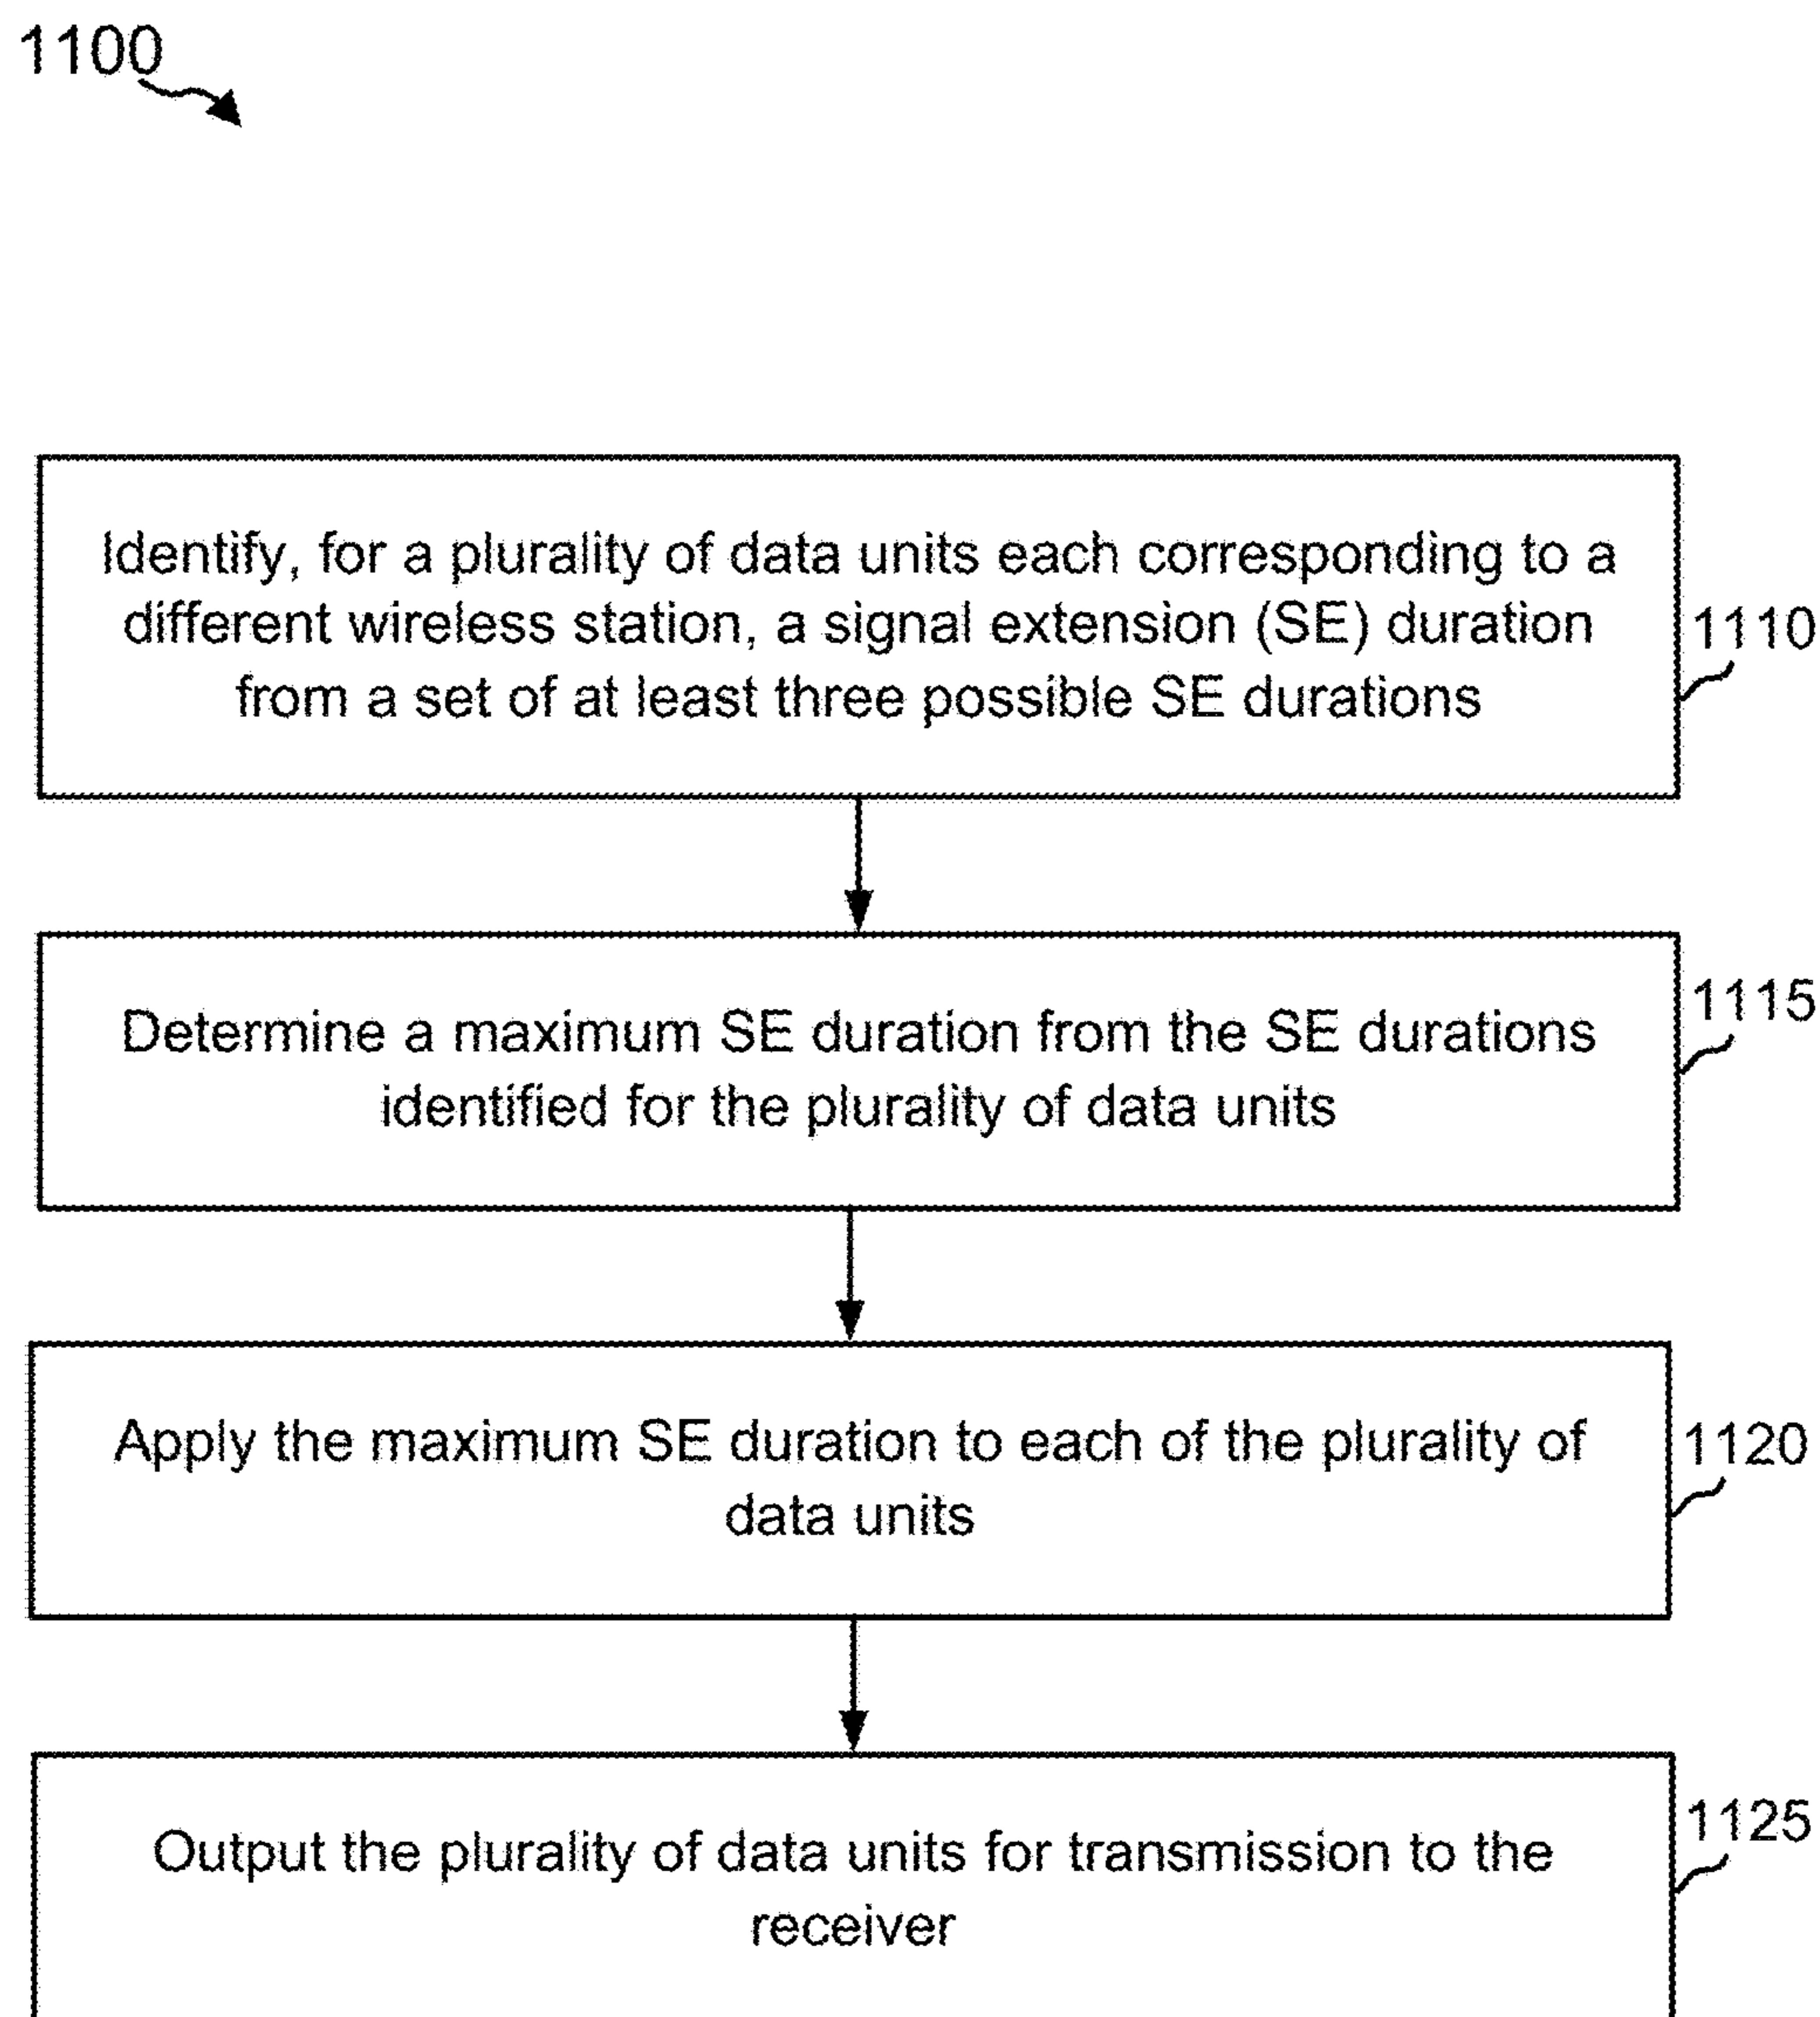 1100
Identify, for a plurality of data units each corresponding to a
different wireless station, a signal extension (SE) duration
from a set of at least three possible SE durations
1110
Determine a maximum SE duration from the SE durations
identified for the plurality of data units
1115
Apply the maximum SE duration to each of the plurality of
data units
1120
Output the plurality of data units for transmission to the
receiver
1125